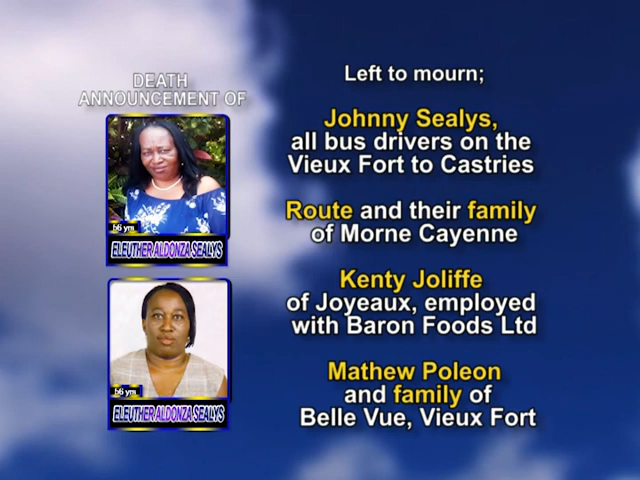 DEATH
ANNOUNCEMENT OF
66 yrs
ELEUTHER ALDONZA SEALYS
66 yrs
ELEUTHER ALDONZA SEALYS
Left to mourn;
Johnny Sealys,
all bus drivers on the
Vieux Fort to Castries
Route and their family
of Morne Cayenne
Kenty Joliffe
of Joyeaux, employed
with Baron Foods Ltd
Mathew Poleon
and family of
Belle Vue, Vieux Fort